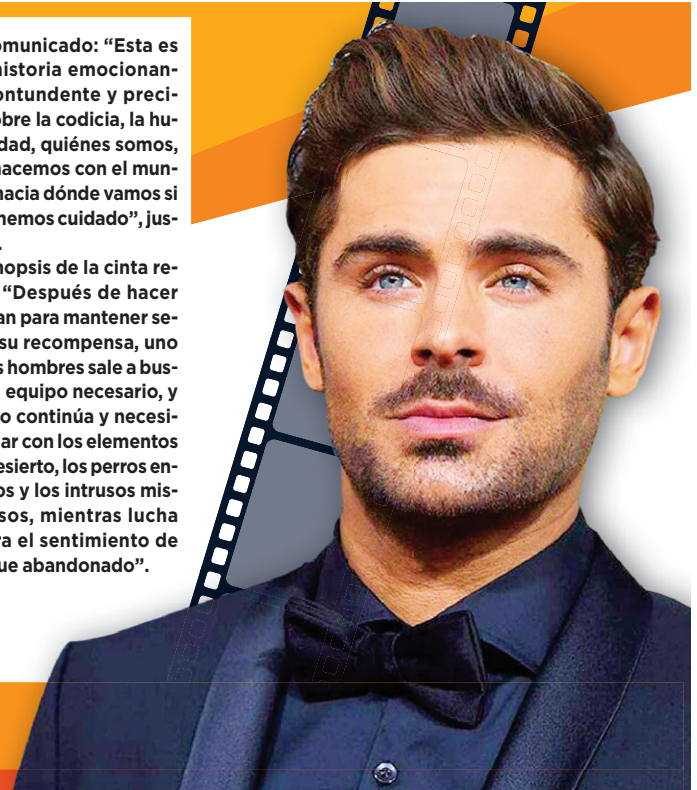 omunicado: “Esta es
historia emocionan-
ontundente y preci-
obre la codicia, la hu-
dad, quiénes somos,
hacemos con el mun-
hacia dónde vamos si
nemos cuidado”, jus-
.
nopsis de la cinta re-
“Después de hacer
an para mantener se-
su recompensa, uno
s hombres sale a bus-
equipo necesario, y
o continúa y necesi-
ar con los elementos
esierto, los perros en-
os y los intrusos mis-
sos, mientras lucha
ra el sentimiento de
ue abandonado”.